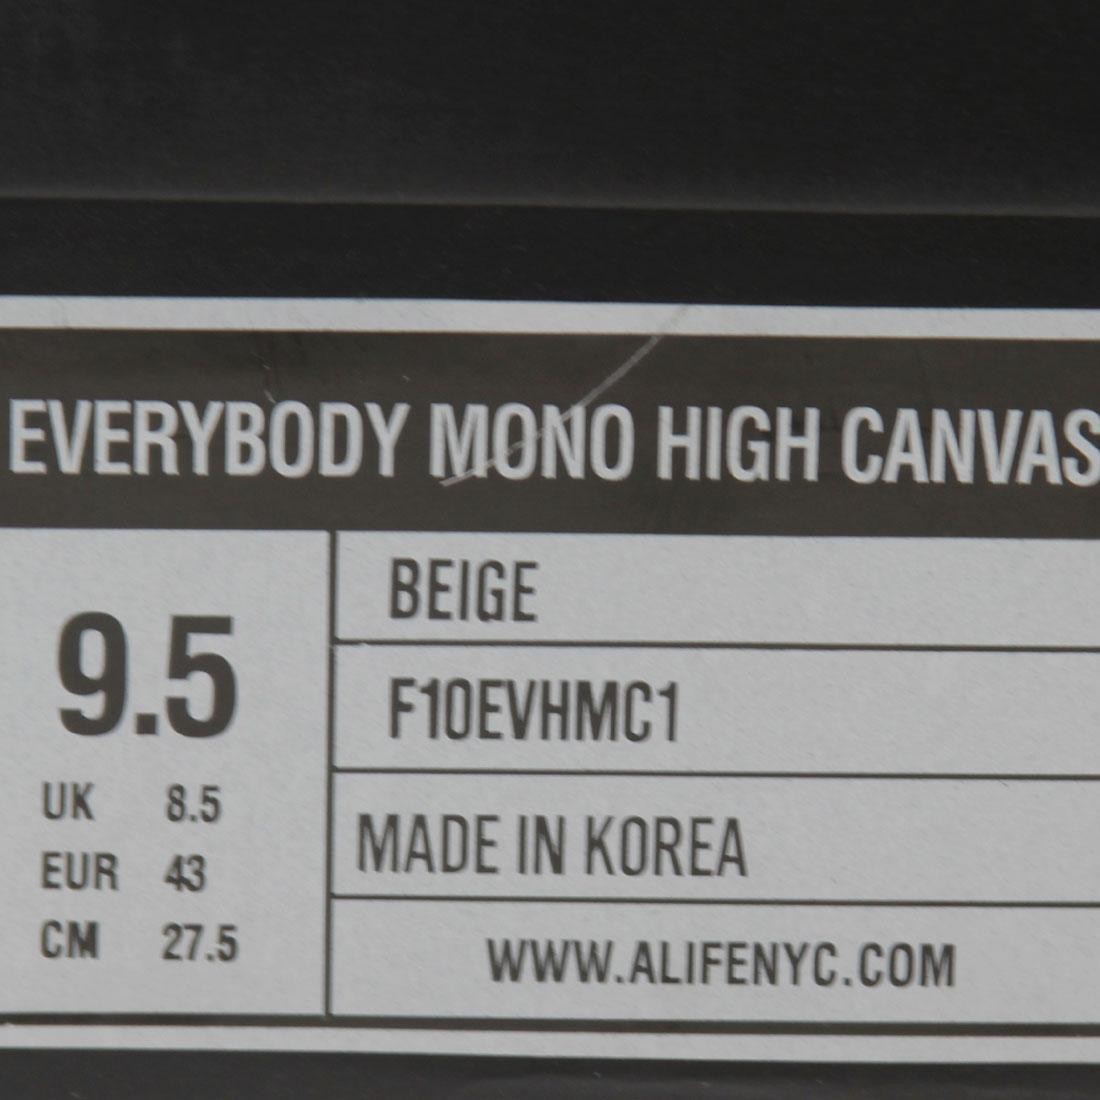 EVERYBODY MONO HIGH CANVAS
9.5
UK 8.5
EUR 43
CM 27.5
BEIGE
F10EVHMC1
MADE IN KOREA
WWW.ALIFENYC.COM